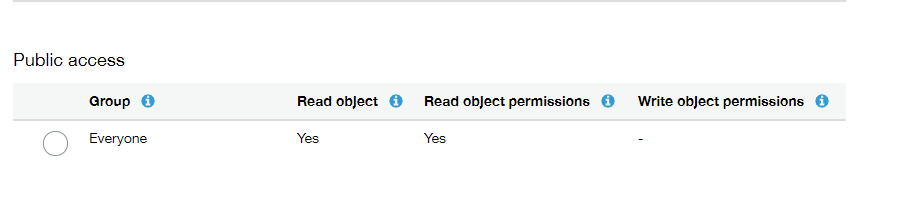 Public access
Group Read object Read object permissions Write object permissions
Everyone Yes Yes -